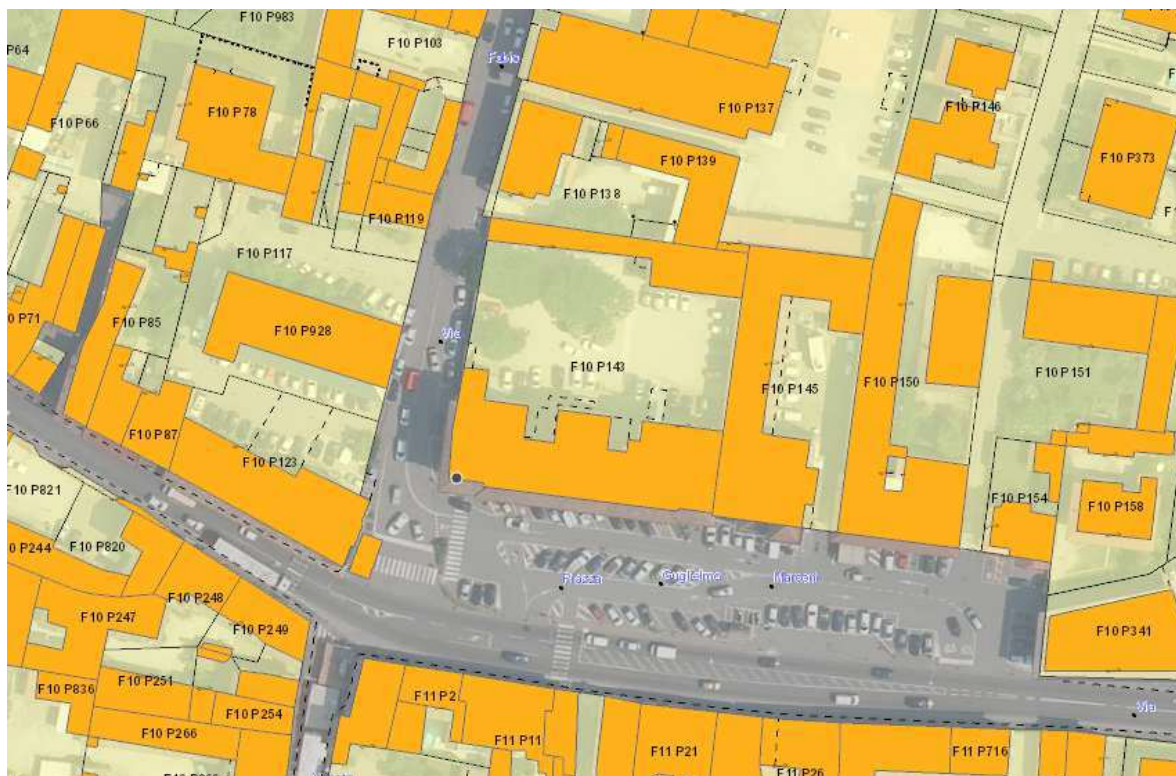 F10 P983
P64
F10 P103
Fabio
F10 P78
F10 P137
F10 P146
F10 P66
F10 P139
F10 P373
F10 P138
F10 P119
F10 P117
0 P71
F10 P85
F10 P928
Via
F10 P143
F10 P145
F10 P150
F10 P151
F10 P87
F10 P123
F10 P821
F10 P154
F10 P158
0 P244
F10 P820
Piazza
Guglielmo
Marconi
F10 P248
F10 P247
F10 P249
F10 P341
F10 P836
F10 P251
F11 P2
F10 P254
Via
F10 P266
F11 P11
F11 P21
F11 P716
F11 P26